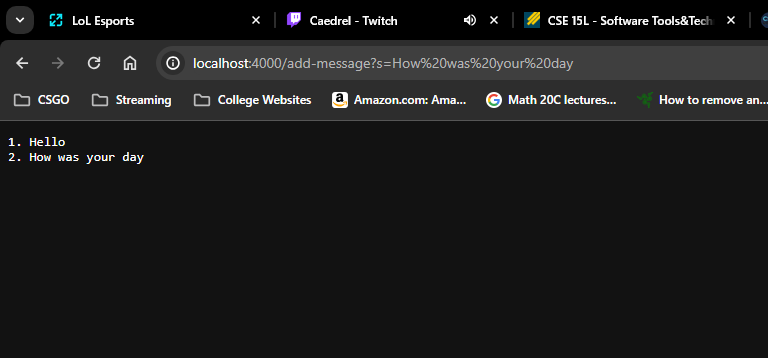 LoL Esports
Caedrel - Twitch
CSE 15L - Software Tools&Tech
localhost:4000/add-message?s=How%20was%20your%20day
CSGO
Streaming
College Websites
Amazon.com: Ama...
Math 20C lectures...
How to remove an...
1. Hello
2. How was your day